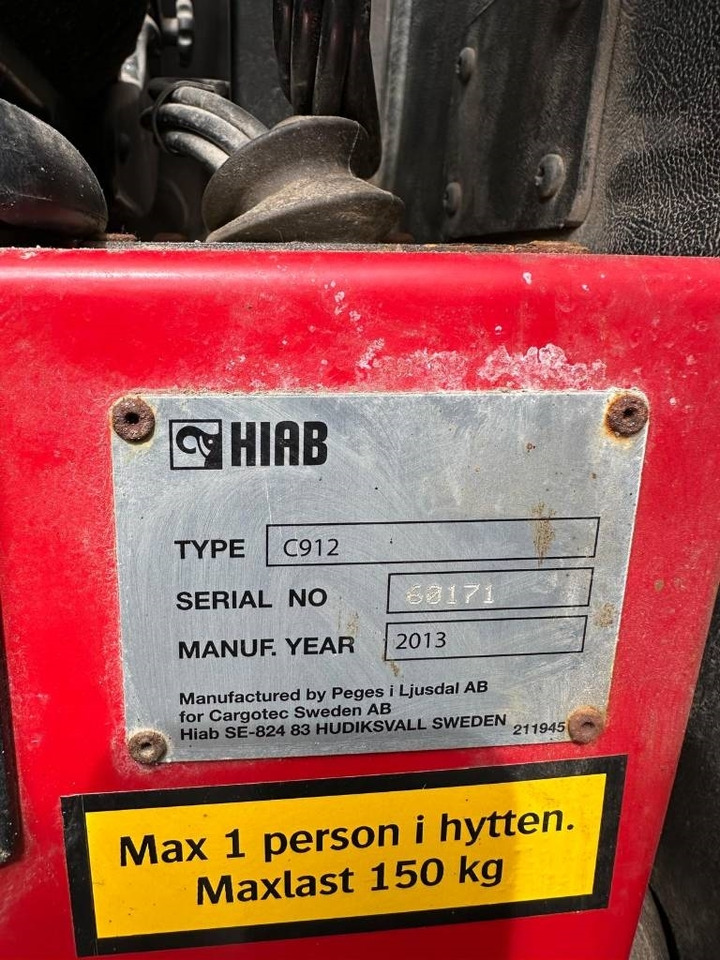 HIAB
TYPE C912
SERIAL NO 60171
MANUF. YEAR 2013
Manufactured by Peges i Ljusdal AB
for Cargotec Sweden AB
Hiab SE-824 83 HUDIKSVALL SWEDEN 211945
Max 1 person i hytten.
Maxlast 150 kg